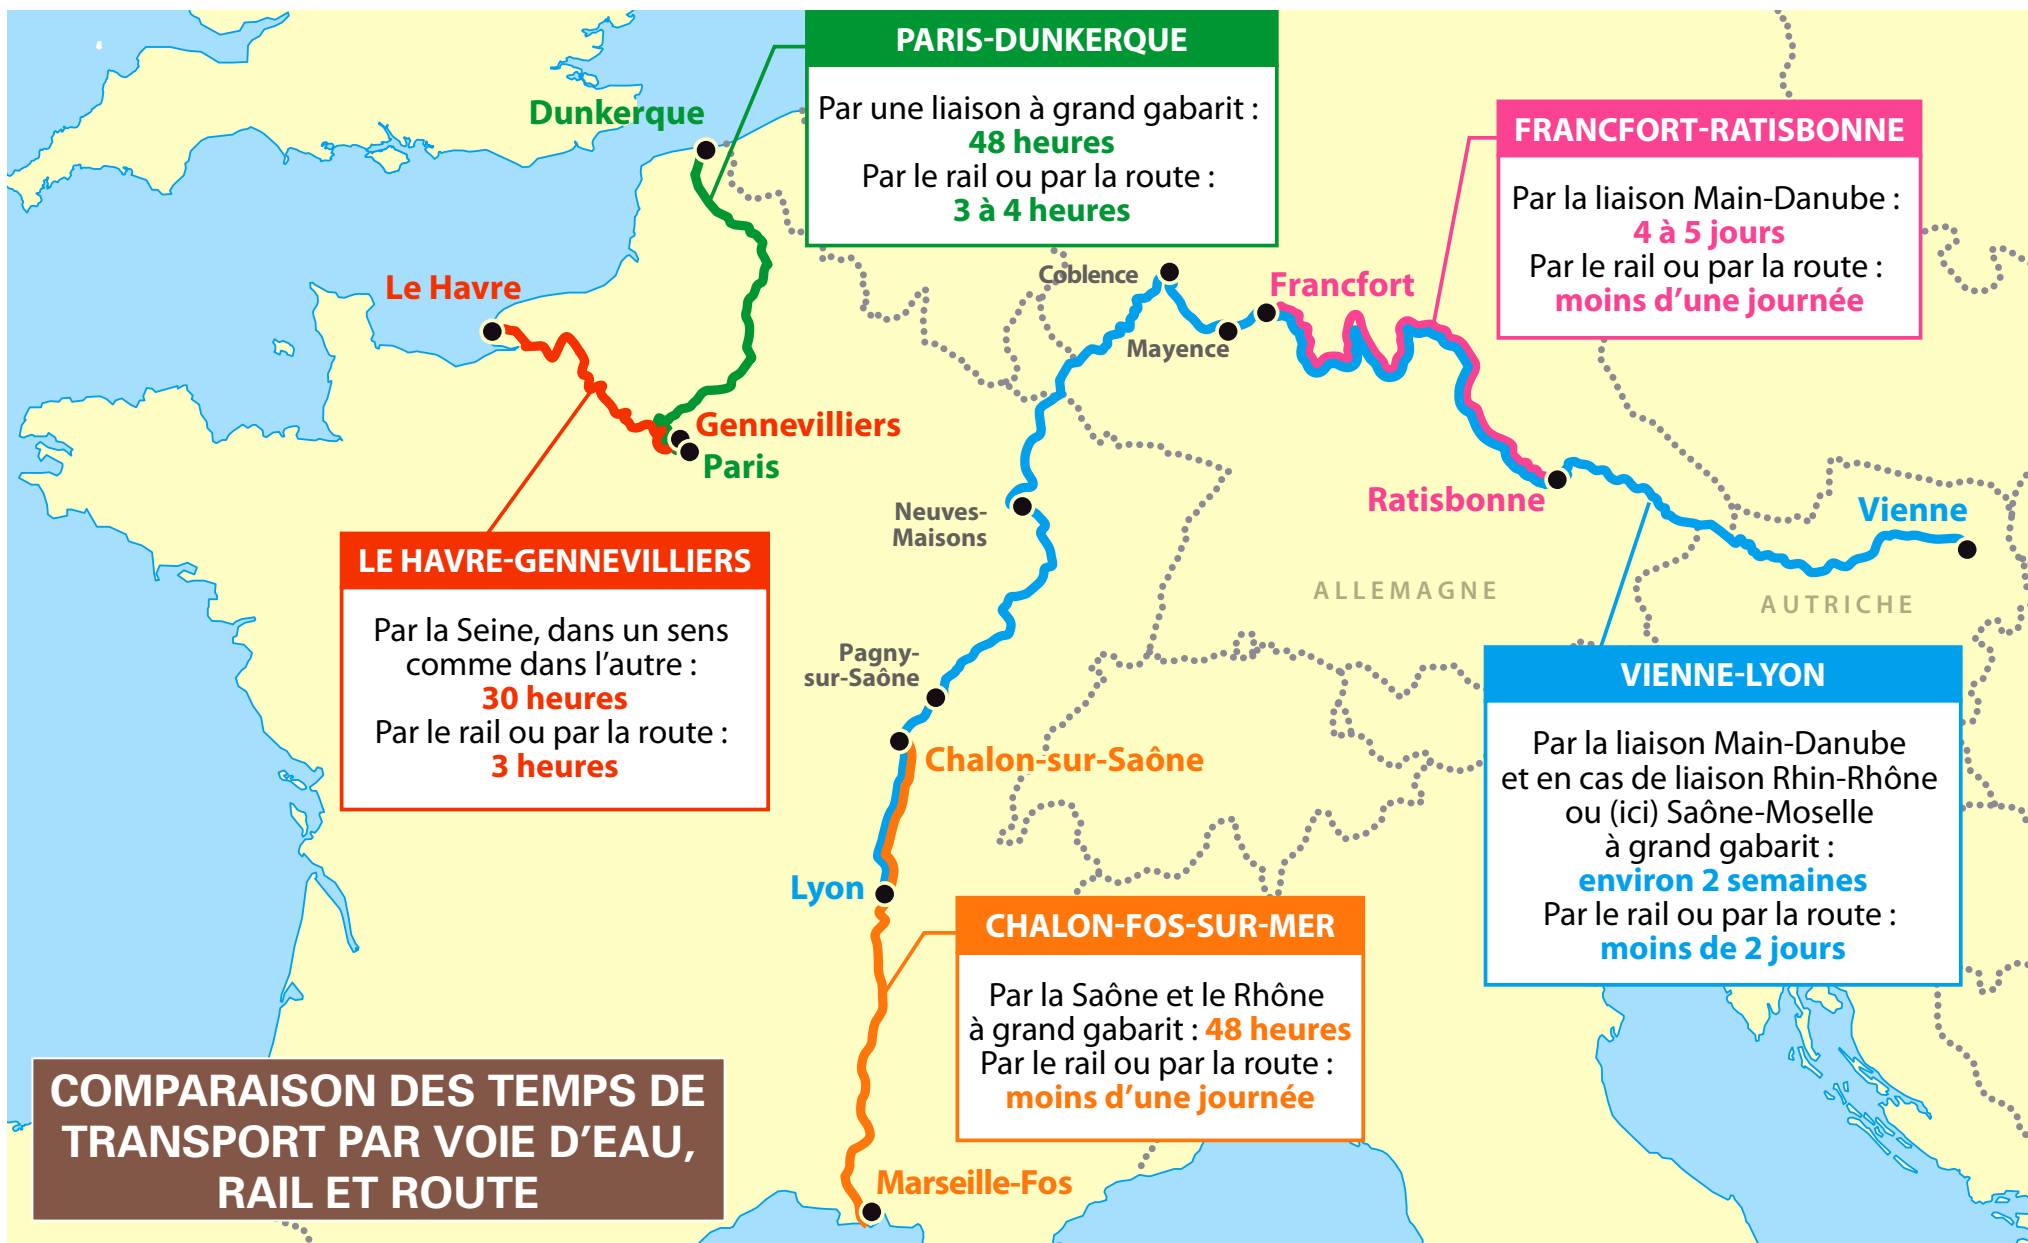 PARIS-DUNKERQUE
Par une liaison à grand gabarit :
48 heures
Par le rail ou par la route :
3 à 4 heures
FRANCFORT-RATISBONNE
Par la liaison Main-Danube :
4 à 5 jours
Par le rail ou par la route :
moins d’une journée
Dunkerque
Le Havre
Coblence
Francfort
Mayence
Gennevilliers
Paris
Ratisbonne
Vienne
Neuves-
Maisons
ALLEMAGNE
AUTRICHE
LE HAVRE-GENNEVILLIERS
Par la Seine, dans un sens
comme dans l’autre :
30 heures
Par le rail ou par la route :
3 heures
Pagny-
sur-Saône
Chalon-sur-Saône
Lyon
VIENNE-LYON
Par la liaison Main-Danube
et en cas de liaison Rhin-Rhône
ou (ici) Saône-Moselle
à grand gabarit :
environ 2 semaines
Par le rail ou par la route :
moins de 2 jours
CHALON-FOS-SUR-MER
Par la Saône et le Rhône
à grand gabarit : 48 heures
Par le rail ou par la route :
moins d’une journée
Marseille-Fos
COMPARAISON DES TEMPS DE
TRANSPORT PAR VOIE D’EAU,
RAIL ET ROUTE